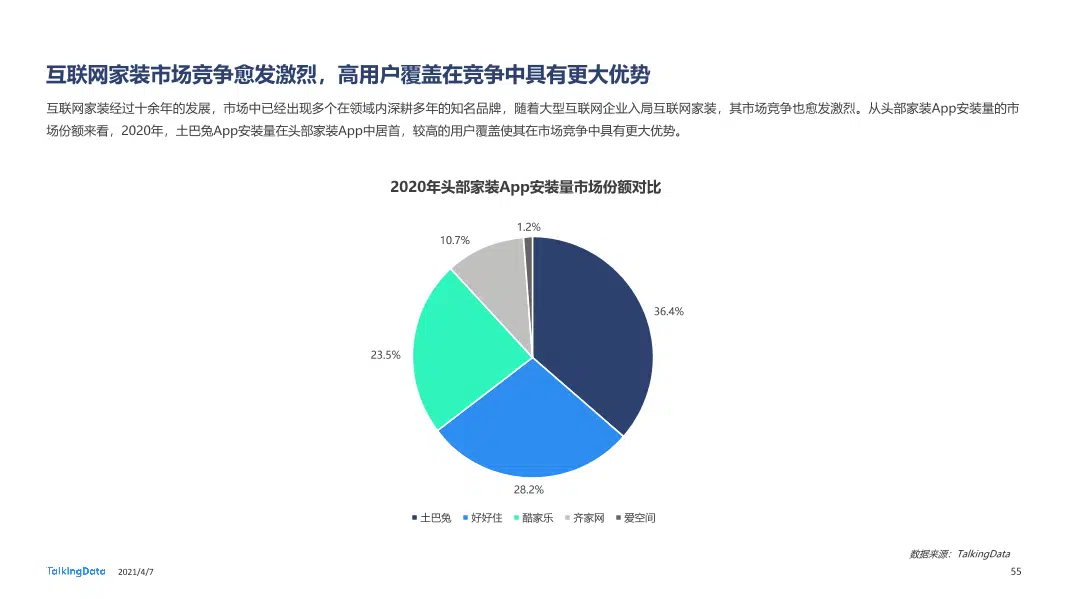 互联网家装市场竞争愈发激烈，高用户覆盖在竞争中具有更大优势
互联网家装经过十余年的发展，市场中已经出现多个在领域内深耕多年的知名品牌，随着大型互联网企业入局互联网家装，其市场竞争也愈发激烈。从头部家装App安装量的市
场份额来看，2020年，土巴兔App安装量在头部家装App中居首，较高的用户覆盖使其在市场竞争中具有更大优势。
2020年头部家装App安装量市场份额对比
1.2%
10.7%
36.4%
23.5%
28.2%
土巴兔 好好住 酷家乐 齐家网 爱空间
数据来源：TalkingData
TalkingData 2021/4/7
55